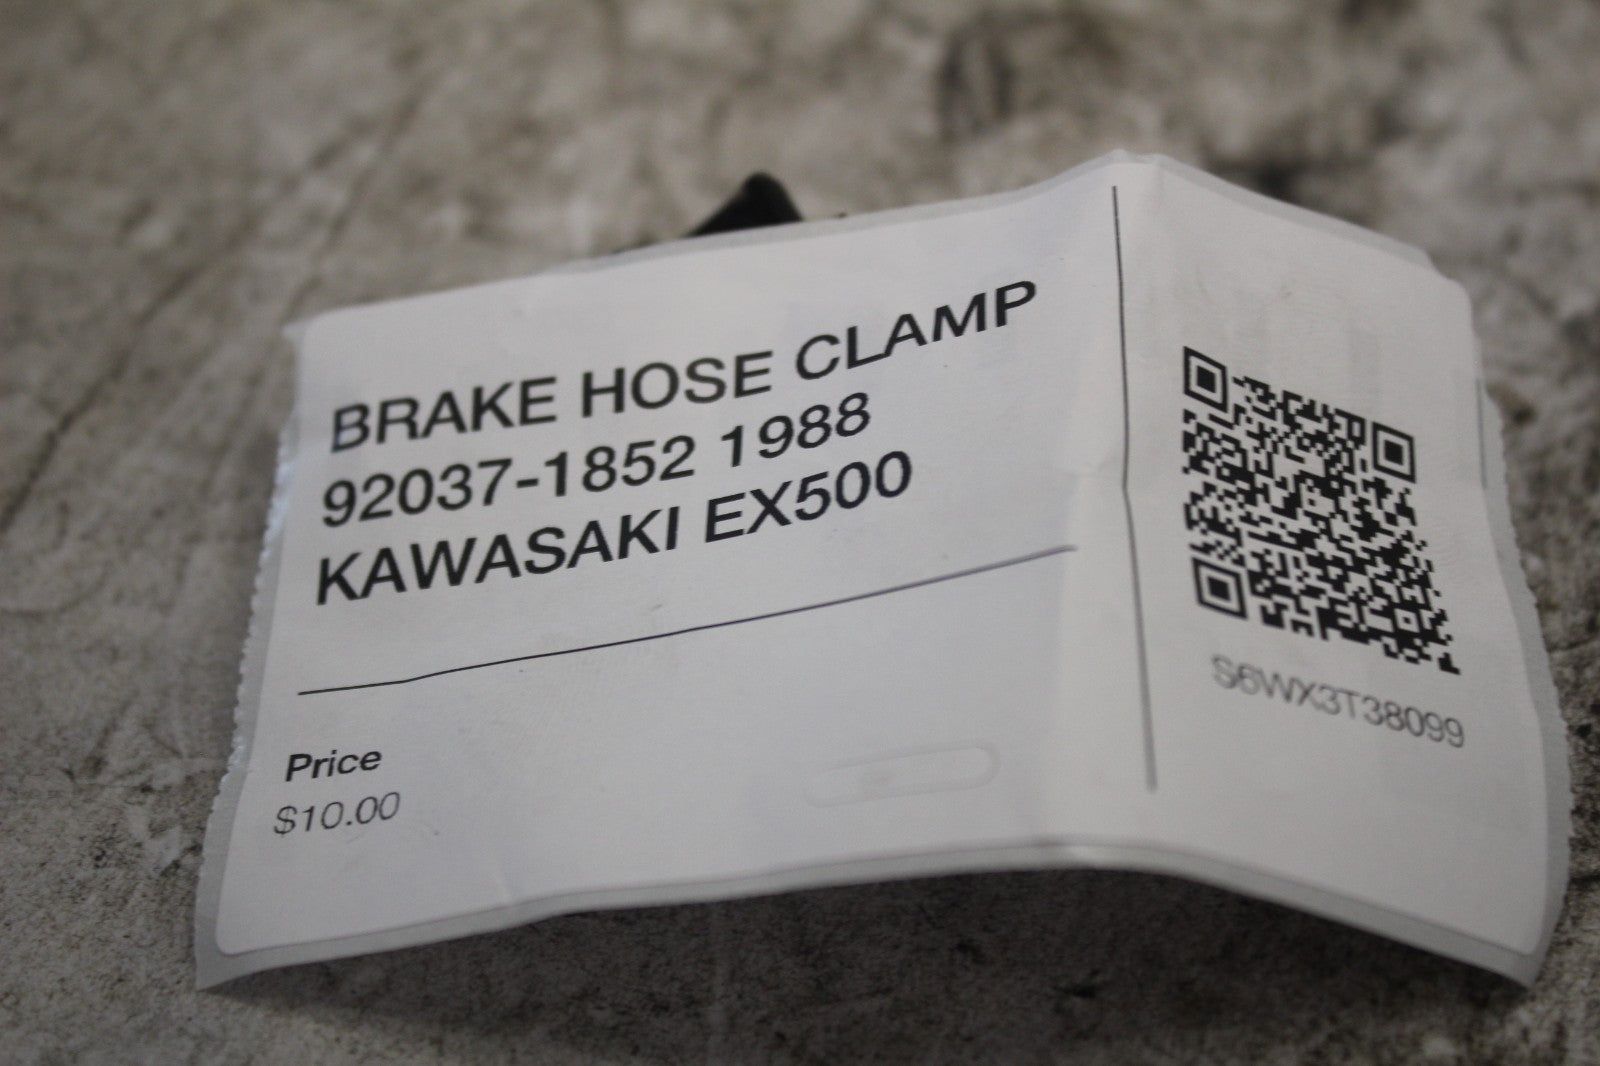 BRAKE HOSE CLAMP
92037-1852 1988
KAWASAKI EX500
Price
$10.00
S6WX3T38099